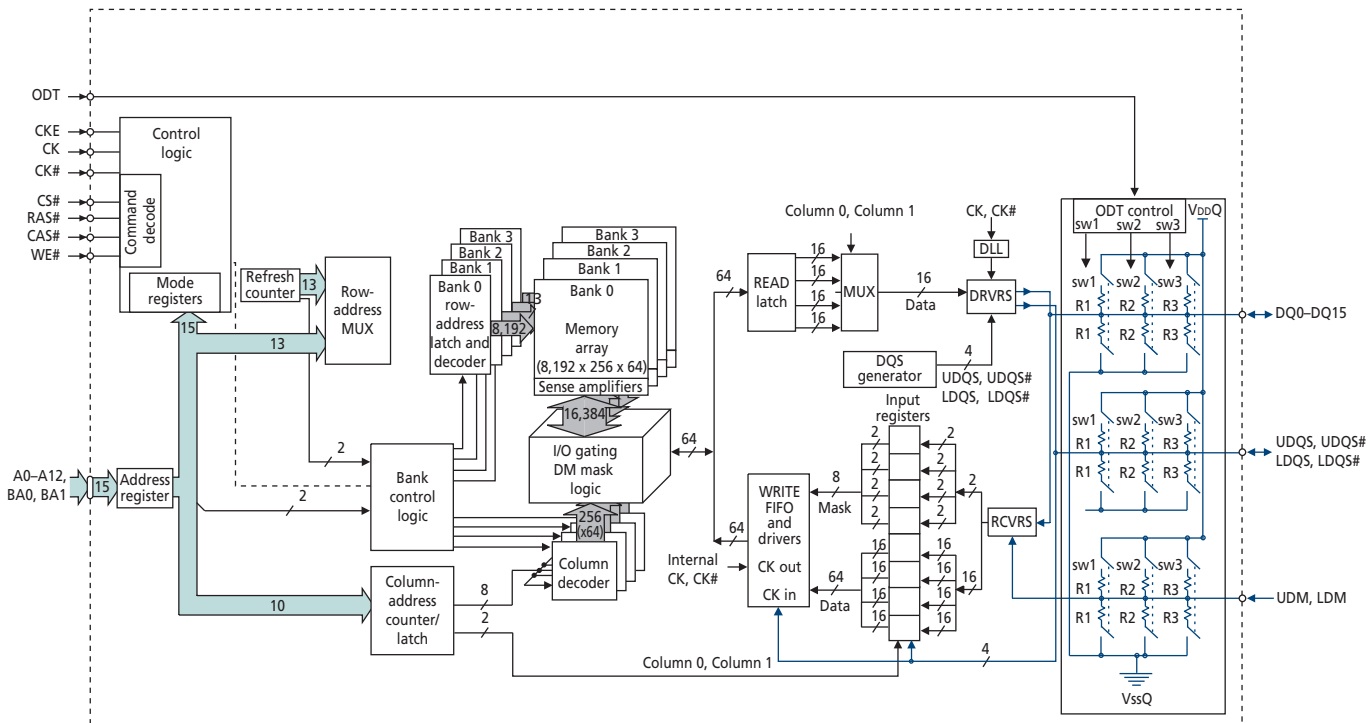 ODT
CKE
CK
CK#
CS#
RAS#
CAS#
WE#
Control
logic
Command
decode
Mode
registers
15
Refresh
counter
13
Row-
address
MUX
13
2
2
A0–A12,
BA0, BA1
15
Address
register
10
Bank
control
logic
Column-
address
counter/
latch
8
2
Bank 3
Bank 2
Bank 1
Bank 0
row-
address
latch and
decoder
13
8,192
Bank 3
Bank 2
Bank 1
Bank 0
Memory
array
(8,192 x 256 x 64)
Sense amplifiers
16,384
I/O gating
DM mask
logic
256
(x64)
Column
decoder
64
64
READ
latch
16
16
16
16
Column 0, Column 1
MUX
16
Data
CK, CK#
DLL
DRVRS
DQS
generator
4
UDQS, UDQS#
LDQS, LDQS#
Input
registers
2
2
2
2
2
2
2
2
2
8
Mask
WRITE
FIFO
and
drivers
CK out
CK in
64
Internal
CK, CK#
64
Data
16
16
16
16
16
16
16
16
16
RCVRS
4
Column 0, Column 1
ODT control
VDDQ
sw1
sw2
sw3
sw1
sw2
sw3
R1
R2
R3
R1
R2
R3
DQ0–DQ15
sw1
sw2
sw3
R1
R2
R3
R1
R2
R3
UDQS, UDQS#
LDQS, LDQS#
sw1
sw2
sw3
R1
R2
R3
R1
R2
R3
UDM, LDM
VssQ